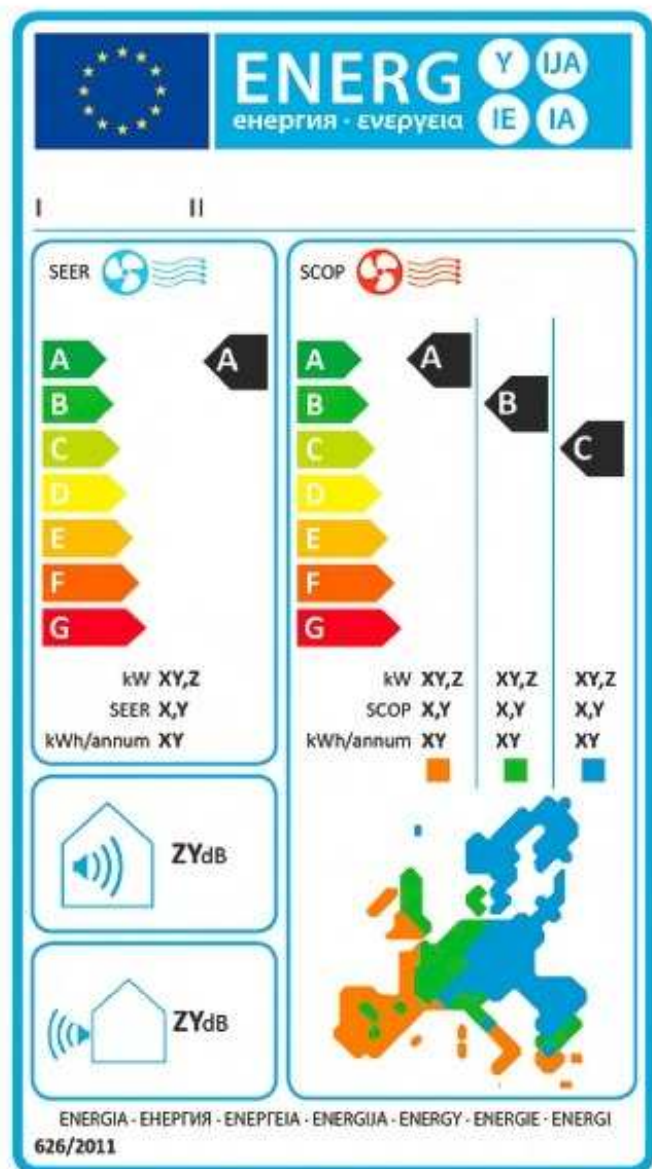 ENERG Y IJA
енергия · ενεργεια IE IA
I II
SEER
A A
B
C
D
E
F
G
kW XY,Z
SEER X,Y
kWh/annum XY
SCOP
A A
B B
C C
D
E
F
G
kW XY,Z XY,Z XY,Z
SCOP X,Y X,Y X,Y
kWh/annum XY XY XY
ZYdB
ZYdB
ENERGIA - ЕНЕРГИЯ - ΕΝΕΡΓΕΙΑ - ENERGIJA - ENERGY - ENERGIE - ENERGI
626/2011